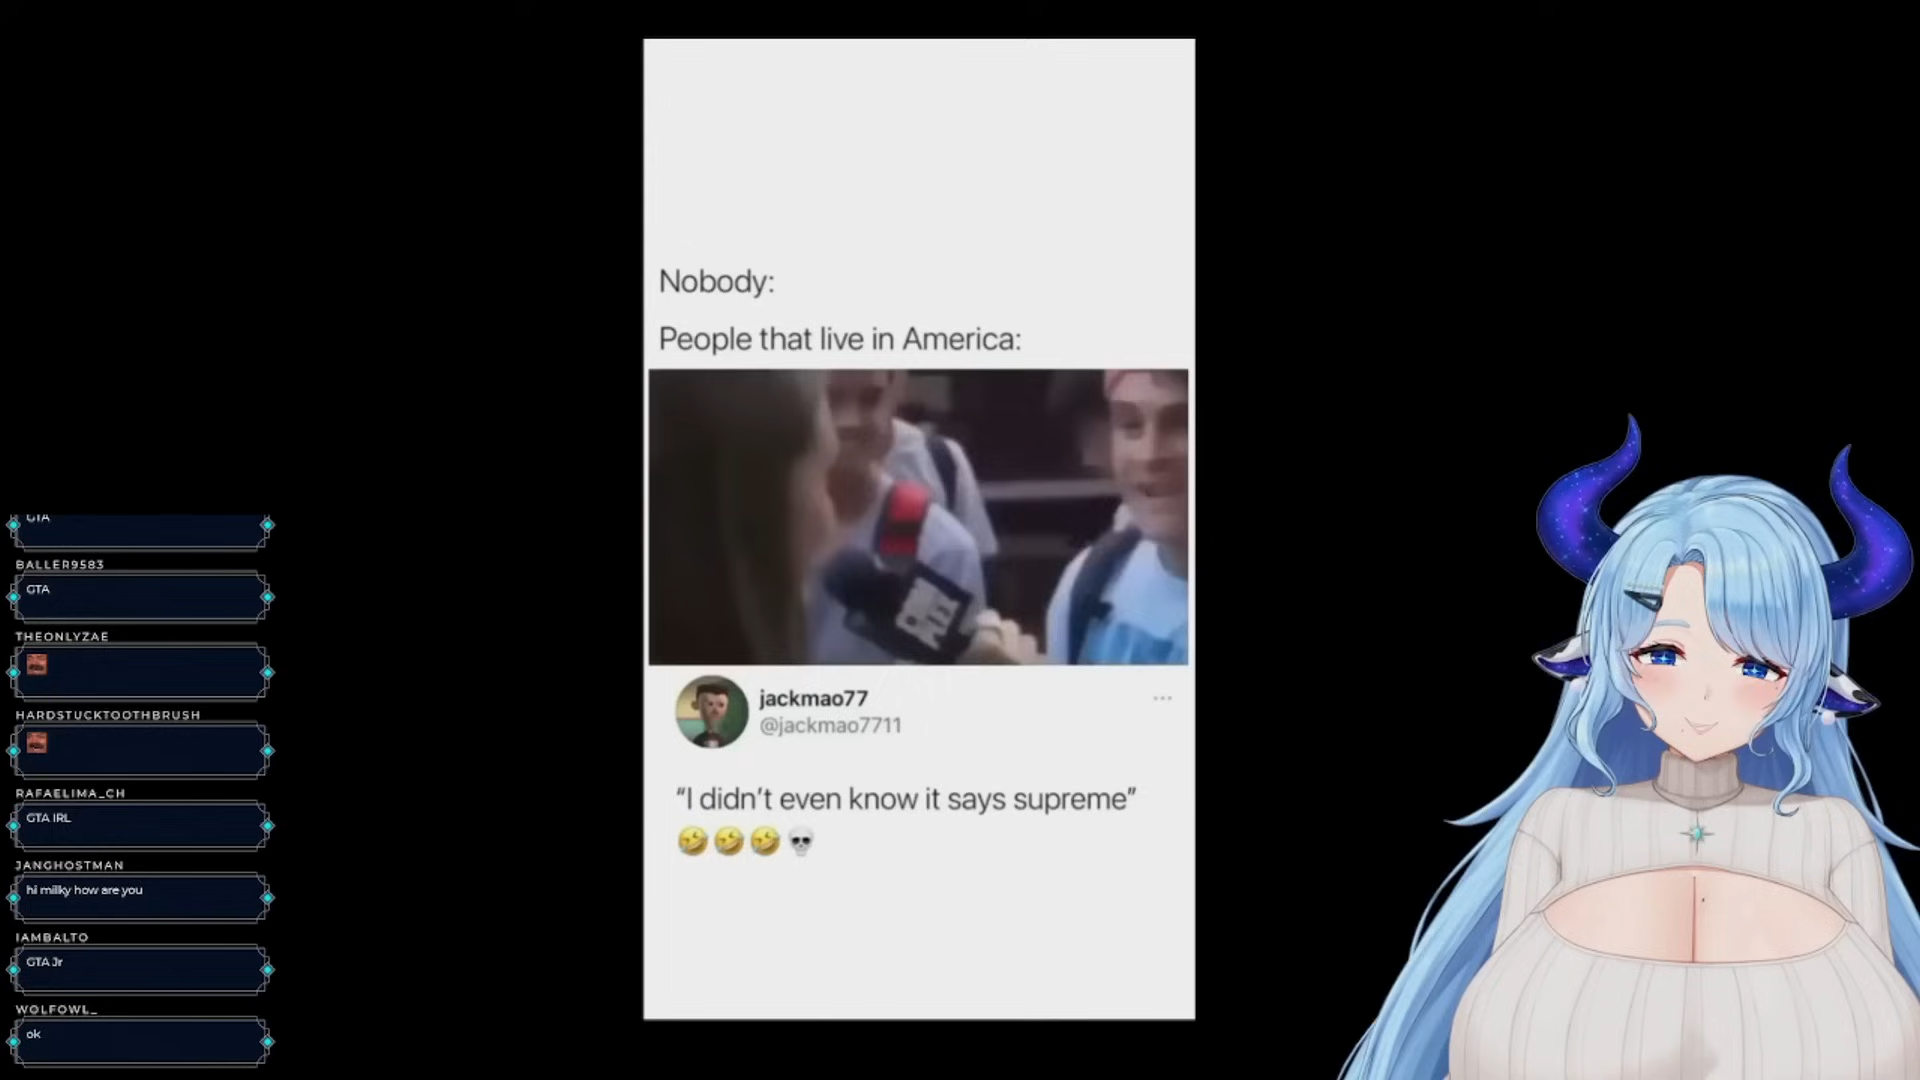 Nobody:
People that live in America:
jackmao77
@jackmao7711
“I didn’t even know it says supreme”
🤣🤣🤣💀
GTA
BALLER9583
GTA
THEONLYZAE
HARDSTUCKTOOTHBRUSH
RAFAELIMA_CH
GTA IRL
JANGHOSTMAN
hi milky how are you
IAMBALTO
GTA Jr
WOLFOWL_
ok